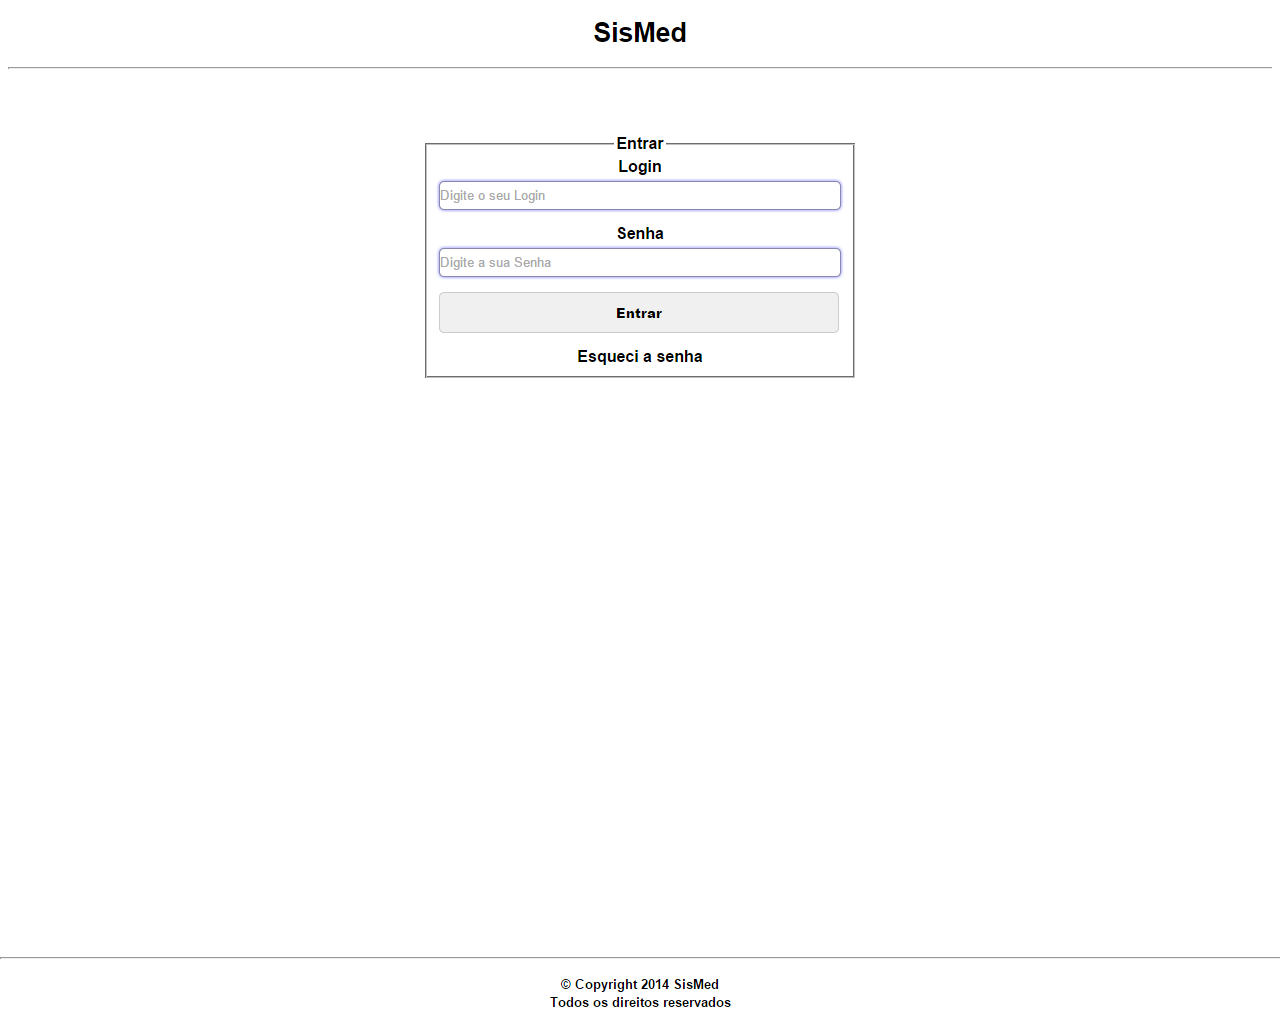 SisMed
Entrar
Login
Digite o seu Login
Senha
Digite a sua Senha
Entrar
Esqueci a senha
© Copyright 2014 SisMed
Todos os direitos reservados